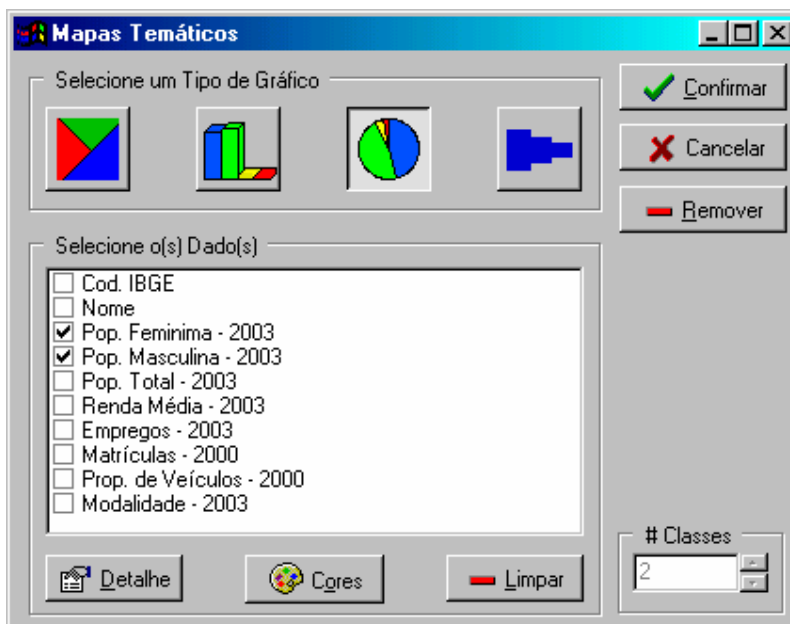 Mapas Temáticos
Selecione um Tipo de Gráfico
Confirmar
Cancelar
Remover
Selecione o(s) Dado(s)
Cod. IBGE
Nome
Pop. Feminima - 2003
Pop. Masculina - 2003
Pop. Total - 2003
Renda Média - 2003
Empregos - 2003
Matrículas - 2000
Prop. de Veículos - 2000
Modalidade - 2003
# Classes
2
Detalhe
Cores
Limpar